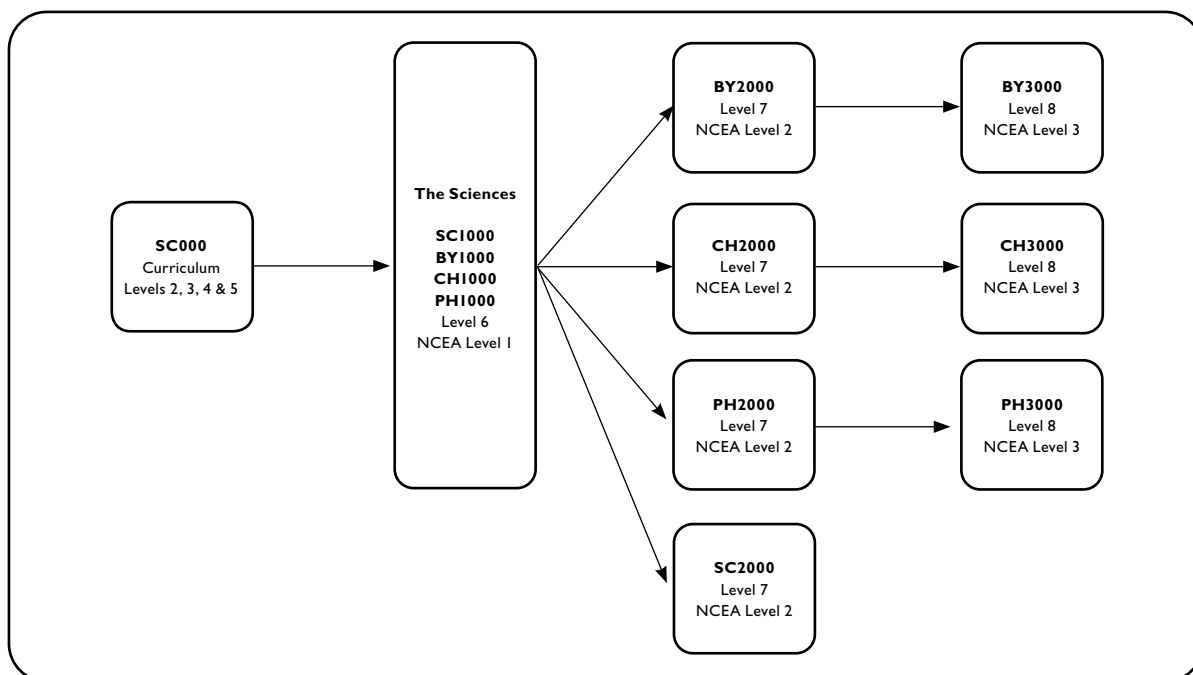 SC000
Curriculum
Levels 2, 3, 4 & 5
The Sciences
SC1000
BY1000
CH1000
PH1000
Level 6
NCEA Level 1
BY2000
Level 7
NCEA Level 2
BY3000
Level 8
NCEA Level 3
CH2000
Level 7
NCEA Level 2
CH3000
Level 8
NCEA Level 3
PH2000
Level 7
NCEA Level 2
PH3000
Level 8
NCEA Level 3
SC2000
Level 7
NCEA Level 2